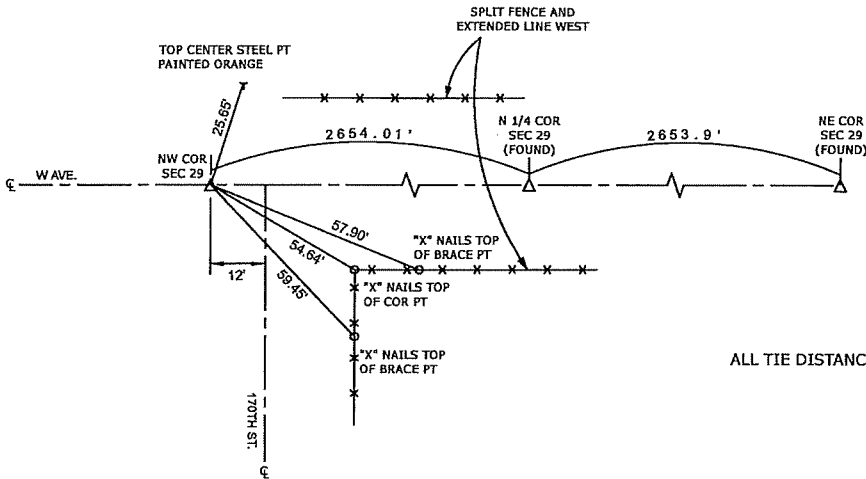 SPLIT FENCE AND
EXTENDED LINE WEST
TOP CENTER STEEL PT
PAINTED ORANGE
25.65'
NW COR
SEC 29
2654.01'
N 1/4 COR
SEC 29
(FOUND)
2653.9'
NE COR
SEC 29
(FOUND)
℄ W AVE.
57.90'
54.64'
59.45'
12'
"X" NAILS TOP
OF BRACE PT
"X" NAILS TOP
OF COR PT
"X" NAILS TOP
OF BRACE PT
ALL TIE DISTANC
170TH ST.
℄